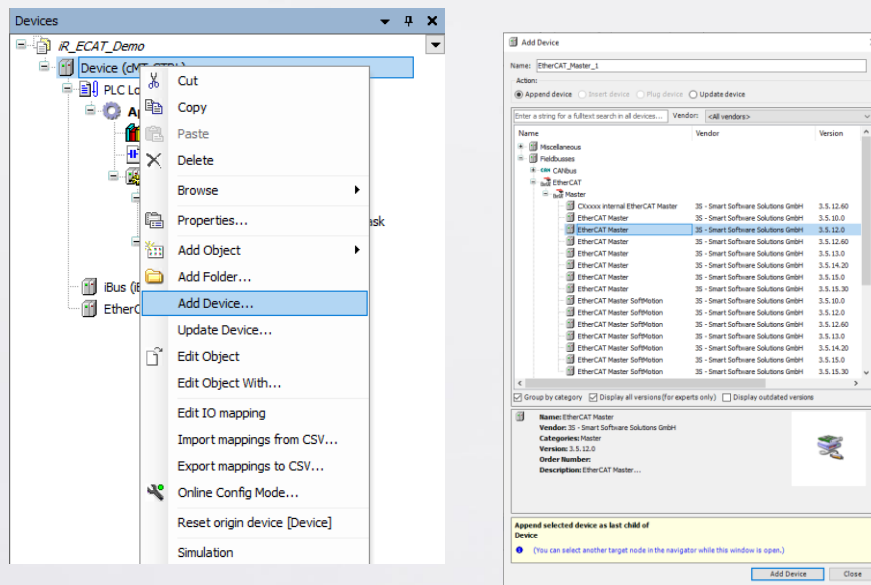 Devices
iR_ECAT_Demo
Device (cMT CTRL)
PLC Lo
Ap
ask
iBus (iB
EtherC
Cut
Copy
Paste
Delete
Browse
Properties...
Add Object
Add Folder...
Add Device...
Update Device...
Edit Object
Edit Object With...
Edit IO mapping
Import mappings from CSV...
Export mappings to CSV...
Online Config Mode...
Reset origin device [Device]
Simulation
Add Device
Name: EtherCAT_Master_1
Action:
Append device Insert device Plug device Update device
Enter a string for a fulltext search in all devices... Vendor: <All vendors>
Name Vendor Version
Miscellaneous
Fieldbusses
CAN CANbus
EtherCAT
Master
CXxxxx internal EtherCAT Master 3S - Smart Software Solutions GmbH 3.5.12.60
EtherCAT Master 3S - Smart Software Solutions GmbH 3.5.10.0
EtherCAT Master 3S - Smart Software Solutions GmbH 3.5.12.0
EtherCAT Master 3S - Smart Software Solutions GmbH 3.5.12.60
EtherCAT Master 3S - Smart Software Solutions GmbH 3.5.13.0
EtherCAT Master 3S - Smart Software Solutions GmbH 3.5.14.20
EtherCAT Master 3S - Smart Software Solutions GmbH 3.5.15.0
EtherCAT Master 3S - Smart Software Solutions GmbH 3.5.15.30
EtherCAT Master SoftMotion 3S - Smart Software Solutions GmbH 3.5.10.0
EtherCAT Master SoftMotion 3S - Smart Software Solutions GmbH 3.5.12.0
EtherCAT Master SoftMotion 3S - Smart Software Solutions GmbH 3.5.12.60
EtherCAT Master SoftMotion 3S - Smart Software Solutions GmbH 3.5.13.0
EtherCAT Master SoftMotion 3S - Smart Software Solutions GmbH 3.5.14.20
EtherCAT Master SoftMotion 3S - Smart Software Solutions GmbH 3.5.15.0
EtherCAT Master SoftMotion 3S - Smart Software Solutions GmbH 3.5.15.30
Group by category Display all versions (for experts only) Display outdated versions
Name: EtherCAT Master
Vendor: 3S - Smart Software Solutions GmbH
Categories: Master
Version: 3.5.12.0
Order Number:
Description: EtherCAT Master...
Append selected device as last child of
Device
(You can select another target node in the navigator while this window is open.)
Add Device Close